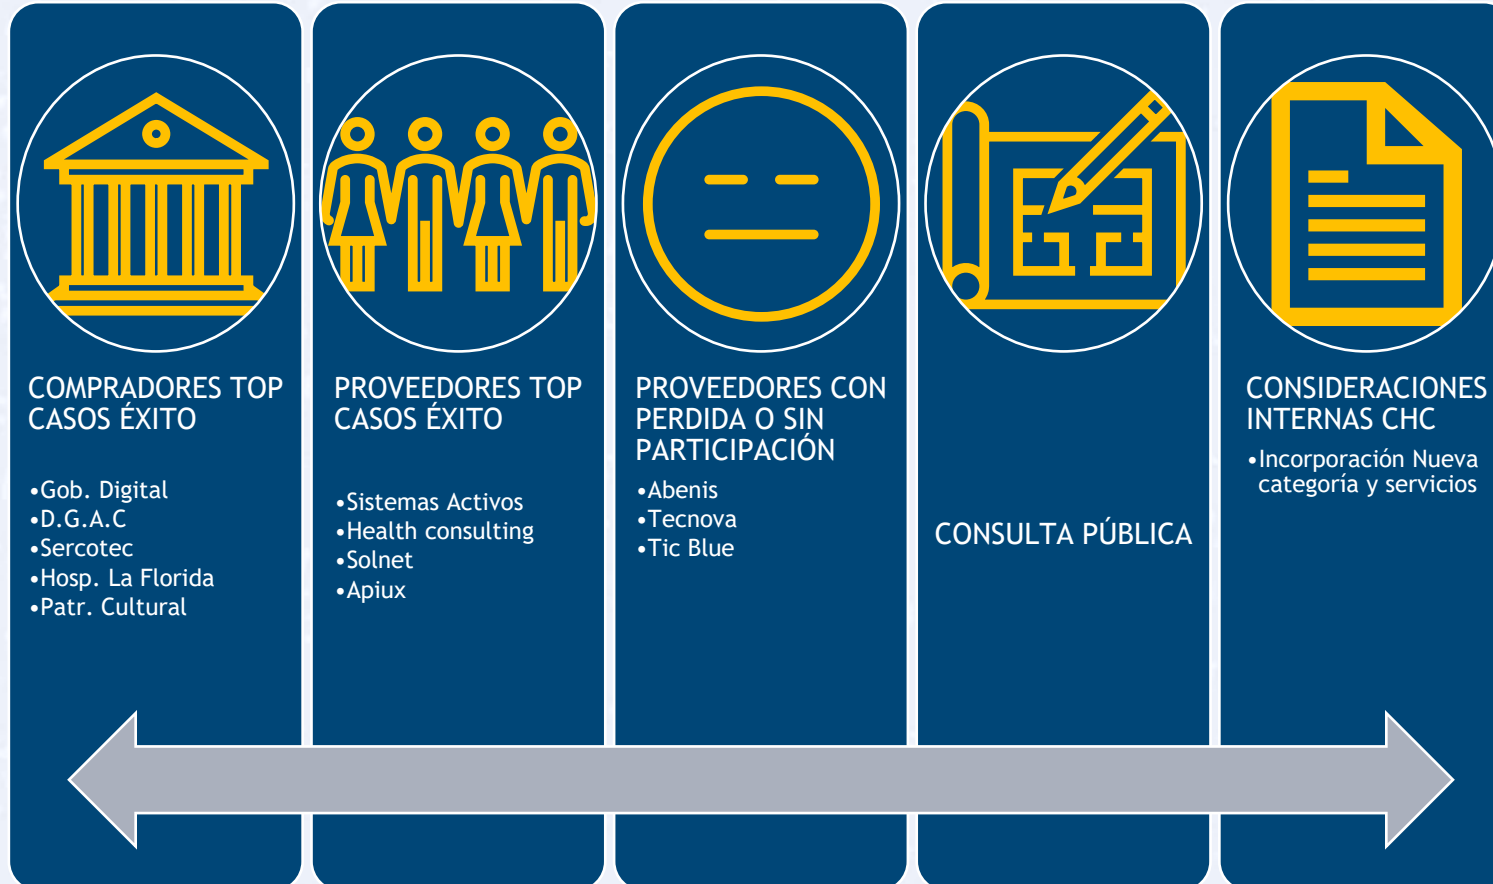 COMPRADORES TOP
CASOS ÉXITO
•Gob. Digital
•D.G.A.C
•Sercotec
•Hosp. La Florida
•Patr. Cultural
PROVEEDORES TOP
CASOS ÉXITO
•Sistemas Activos
•Health consulting
•Solnet
•Apiux
PROVEEDORES CON
PERDIDA O SIN
PARTICIPACIÓN
•Abenis
•Tecnova
•Tic Blue
CONSULTA PÚBLICA
CONSIDERACIONES
INTERNAS CHC
•Incorporación Nueva
categoría y servicios